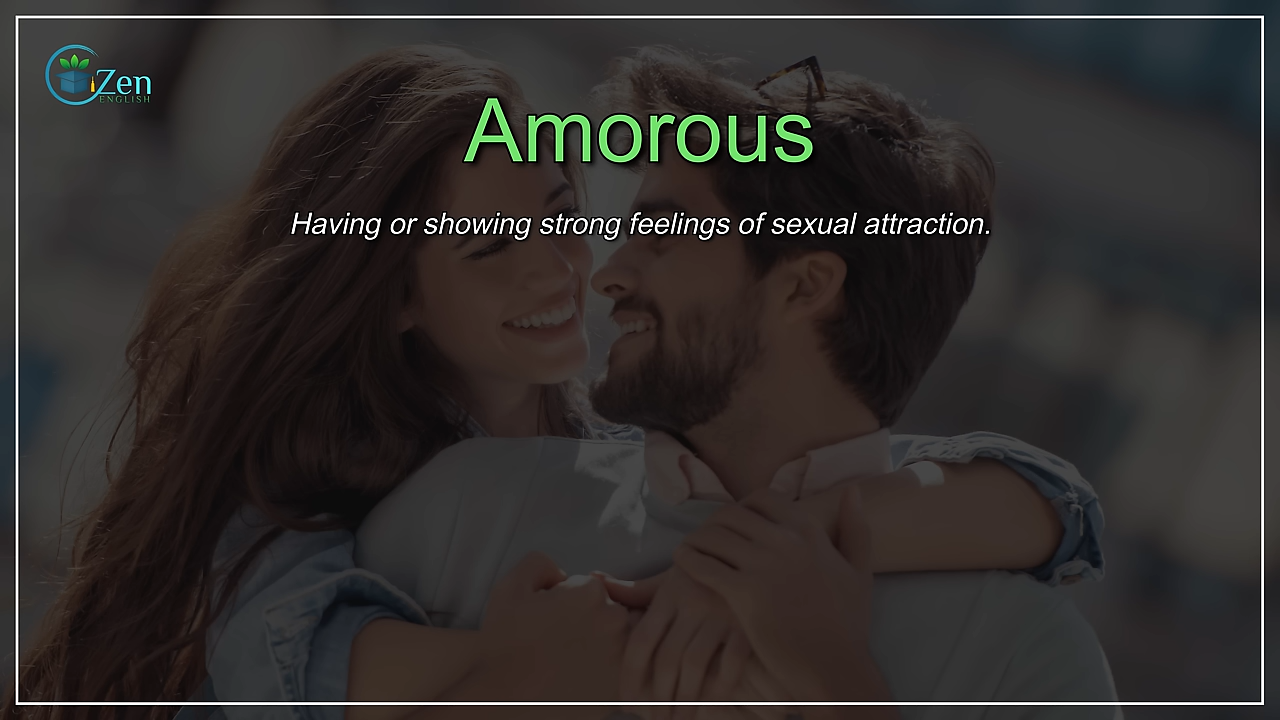 Zen
ENGLISH
Amorous
Having or showing strong feelings of sexual attraction.